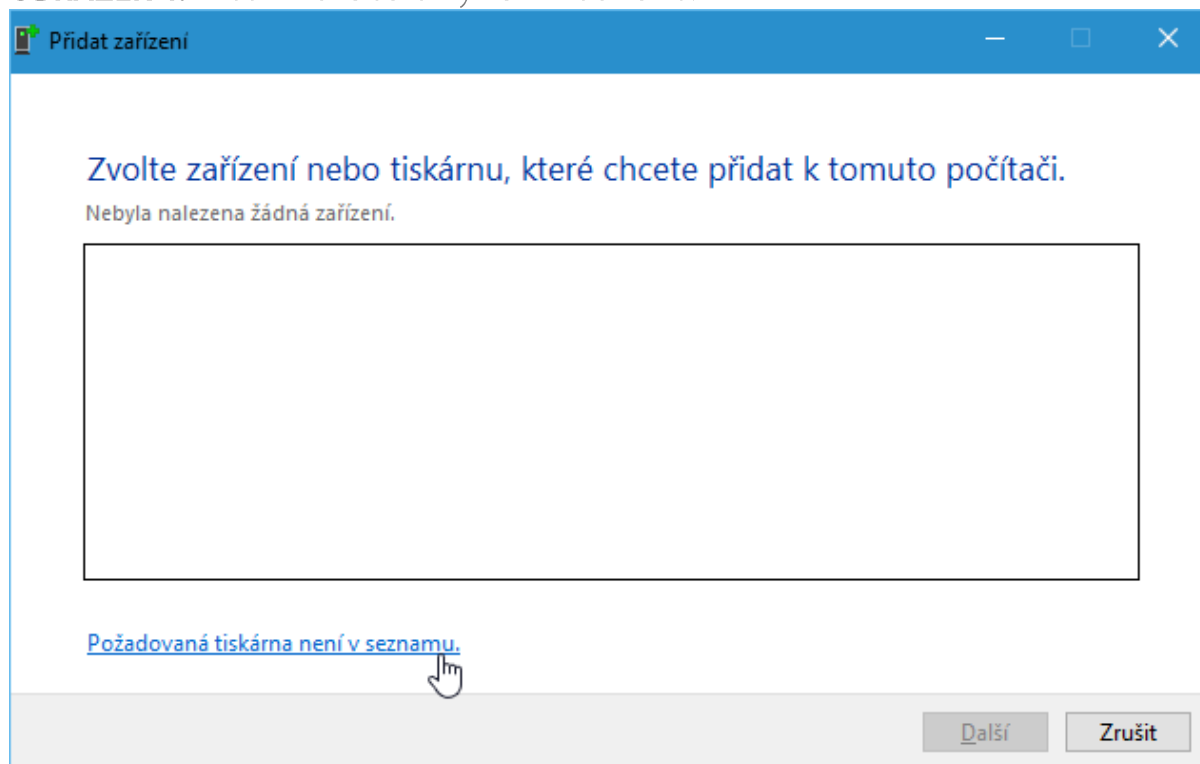 Přidat zařízení
Zvolte zařízení nebo tiskárnu, které chcete přidat k tomuto počítači.
Nebyla nalezena žádná zařízení.
Požadovaná tiskárna není v seznamu.
Další
Zrušit